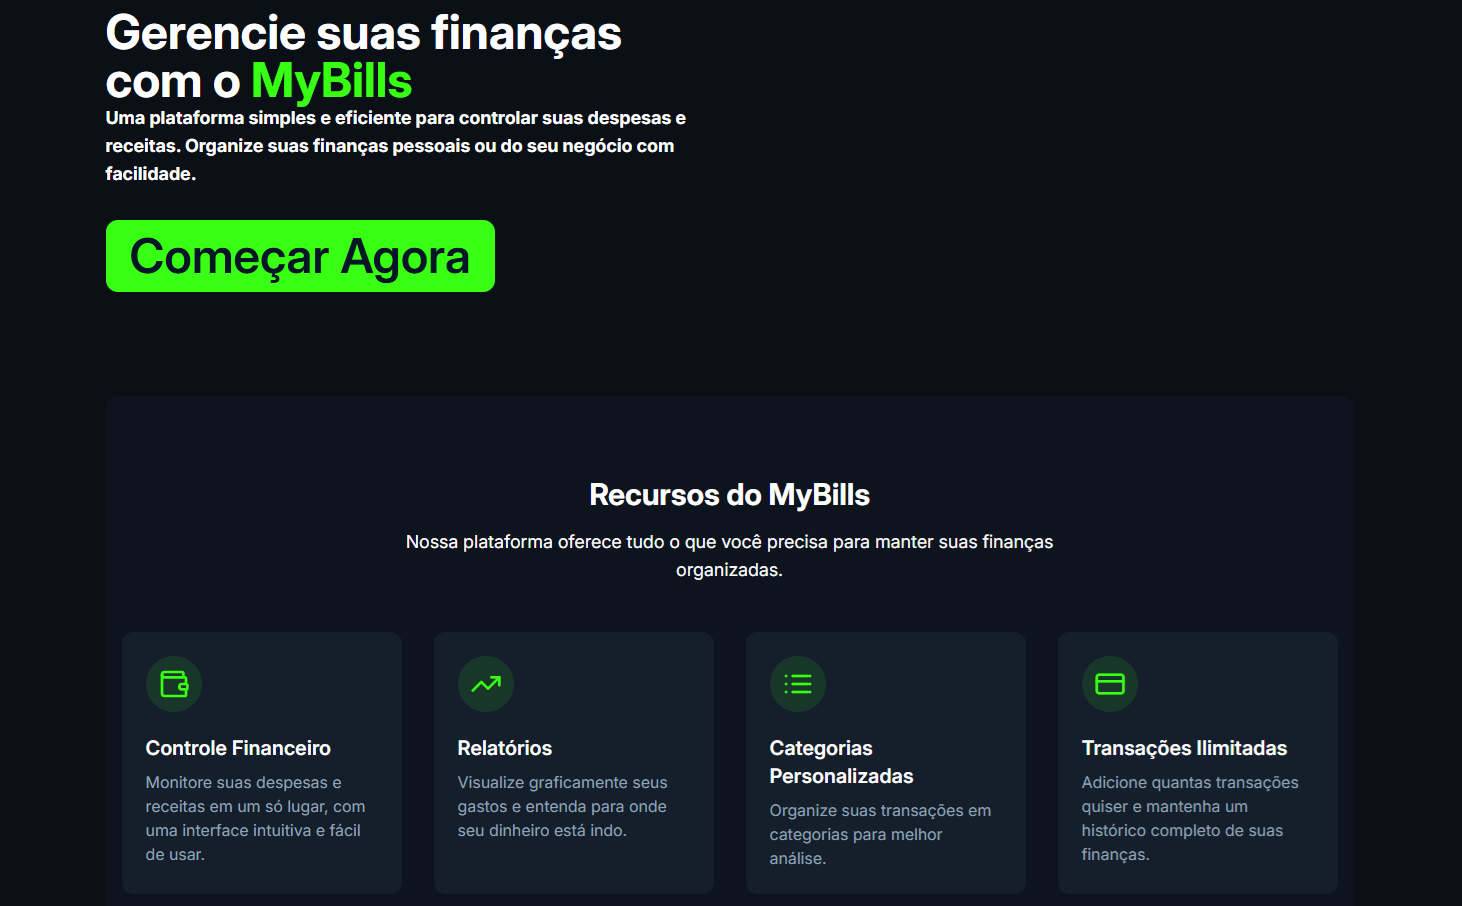 Gerencie suas finanças
com o MyBills
Uma plataforma simples e eficiente para controlar suas despesas e
receitas. Organize suas finanças pessoais ou do seu negócio com
facilidade.
Começar Agora
Recursos do MyBills
Nossa plataforma oferece tudo o que você precisa para manter suas finanças
organizadas.
Controle Financeiro
Monitore suas despesas e
receitas em um só lugar, com
uma interface intuitiva e fácil
de usar.
Relatórios
Visualize graficamente seus
gastos e entenda para onde
seu dinheiro está indo.
Categorias
Personalizadas
Organize suas transações em
categorias para melhor
análise.
Transações Ilimitadas
Adicione quantas transações
quiser e mantenha um
histórico completo de suas
finanças.